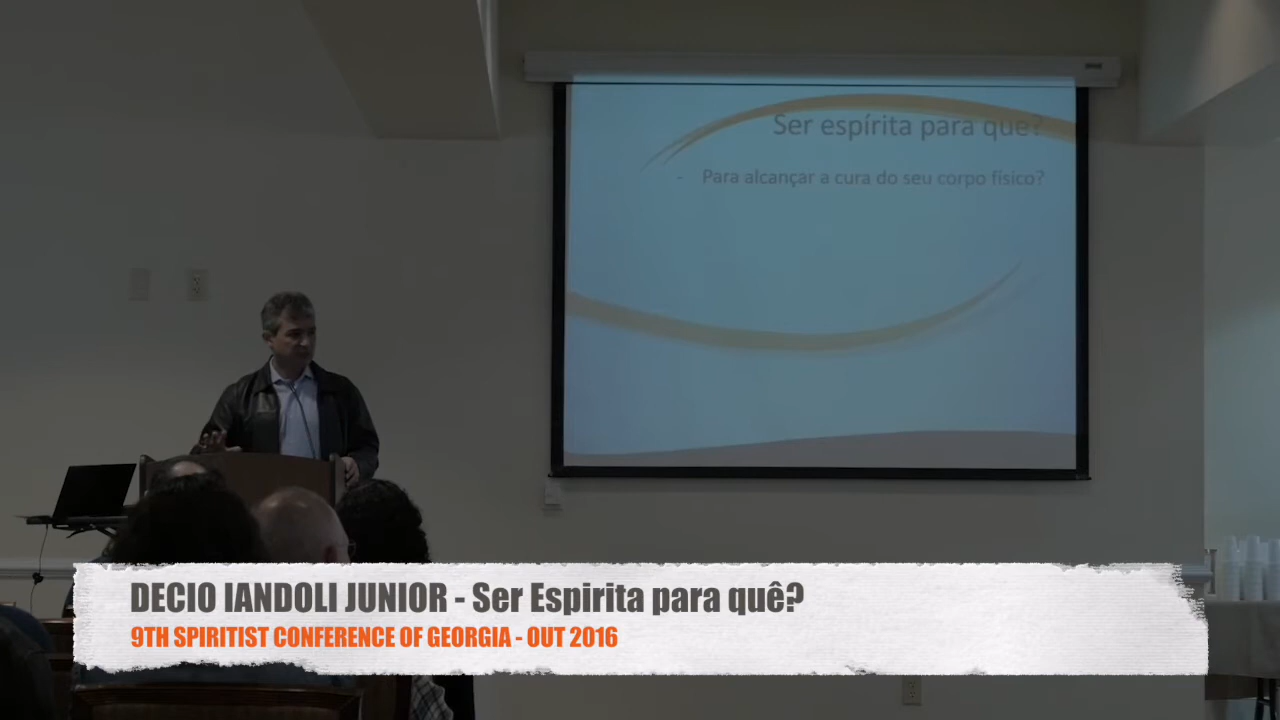 Ser espírita para que?
- Para alcançar a cura do seu corpo físico?
DECIO IANDOLI JUNIOR - Ser Espirita para quê?
9TH SPIRITIST CONFERENCE OF GEORGIA - OUT 2016